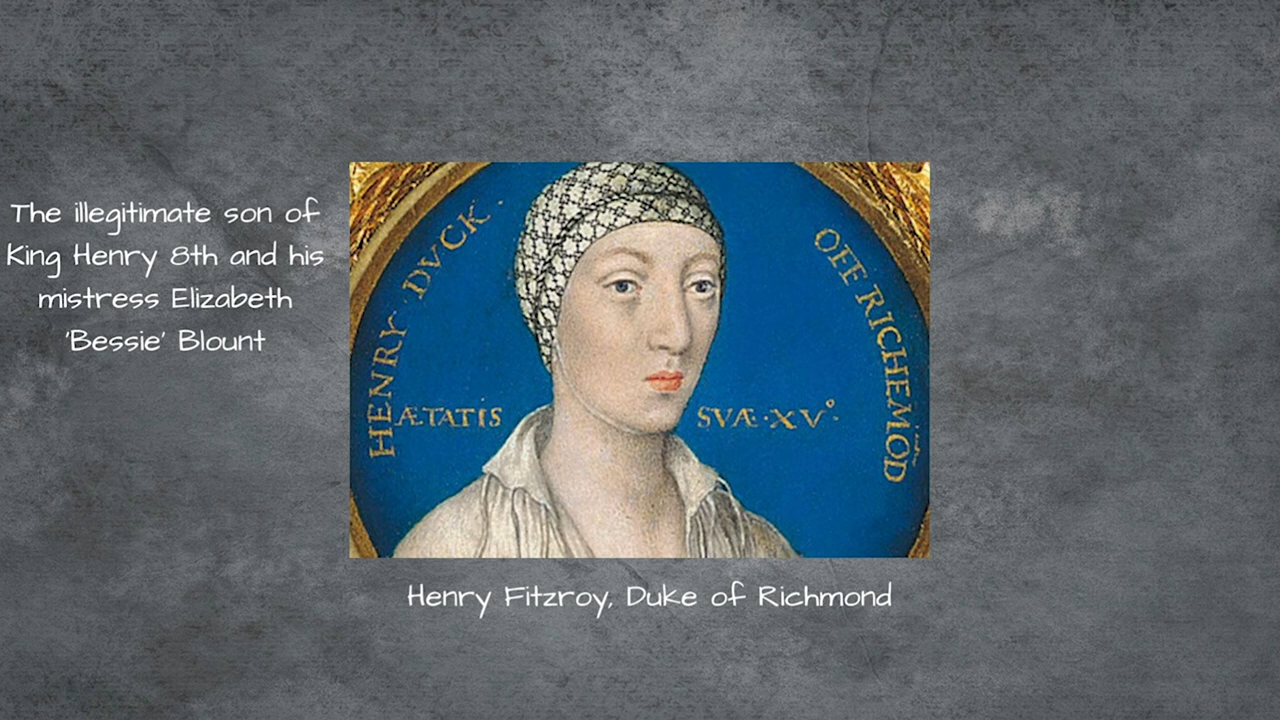 The illegitimate son of
King Henry 8th and his
mistress Elizabeth
'Bessie' Blount
HENRY · DVCK ·
OFF RICHEMOD
ÆTATIS SVÆ · XV° ·
Henry Fitzroy, Duke of Richmond